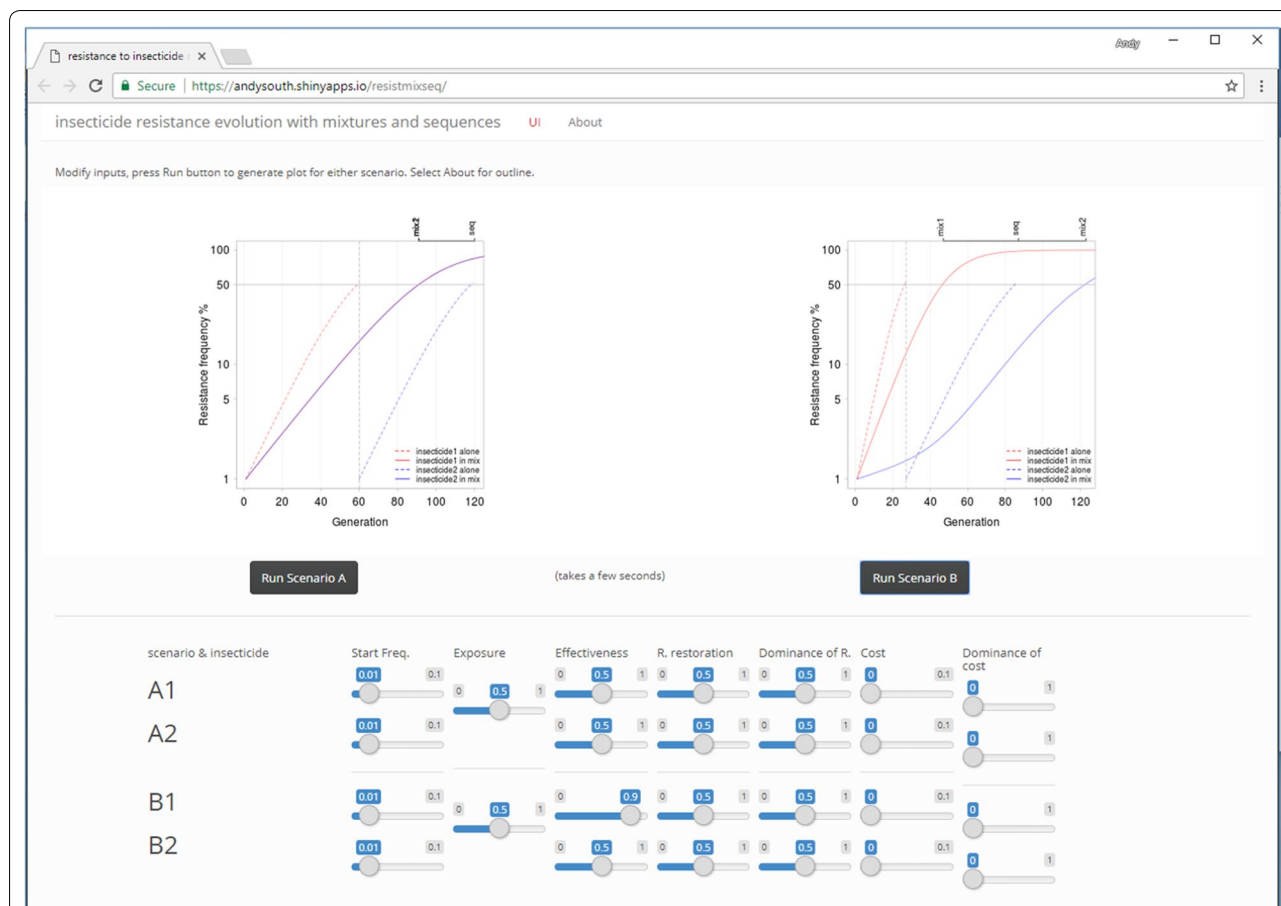 Andy
resistance to insecticide
Secure | https://andysouth.shinyapps.io/resistmixseq/
insecticide resistance evolution with mixtures and sequences UI About
Modify inputs, press Run button to generate plot for either scenario. Select About for outline.
mix2 seq
100
50
10
5
1
Resistance frequency %
insecticide1 alone
insecticide1 in mix
insecticide2 alone
insecticide2 in mix
0 20 40 60 80 100 120
Generation
mix1 seq mix2
100
50
10
5
1
Resistance frequency %
insecticide1 alone
insecticide1 in mix
insecticide2 alone
insecticide2 in mix
0 20 40 60 80 100 120
Generation
Run Scenario A (takes a few seconds) Run Scenario B
scenario & insecticide Start Freq. Exposure Effectiveness R. restoration Dominance of R. Cost Dominance of
cost
A1 0.01 0.1 0 0.5 1 0 0.5 1 0 0.5 1 0 0.5 1 0 0.1 0 1
A2 0.01 0.1 0 0.5 1 0 0.5 1 0 0.5 1 0 0.1 0 1
B1 0.01 0.1 0 0.5 1 0 0.9 0 0.5 1 0 0.5 1 0 0.1 0 1
B2 0.01 0.1 0 0.5 1 0 0.5 1 0 0.5 1 0 0.1 0 1